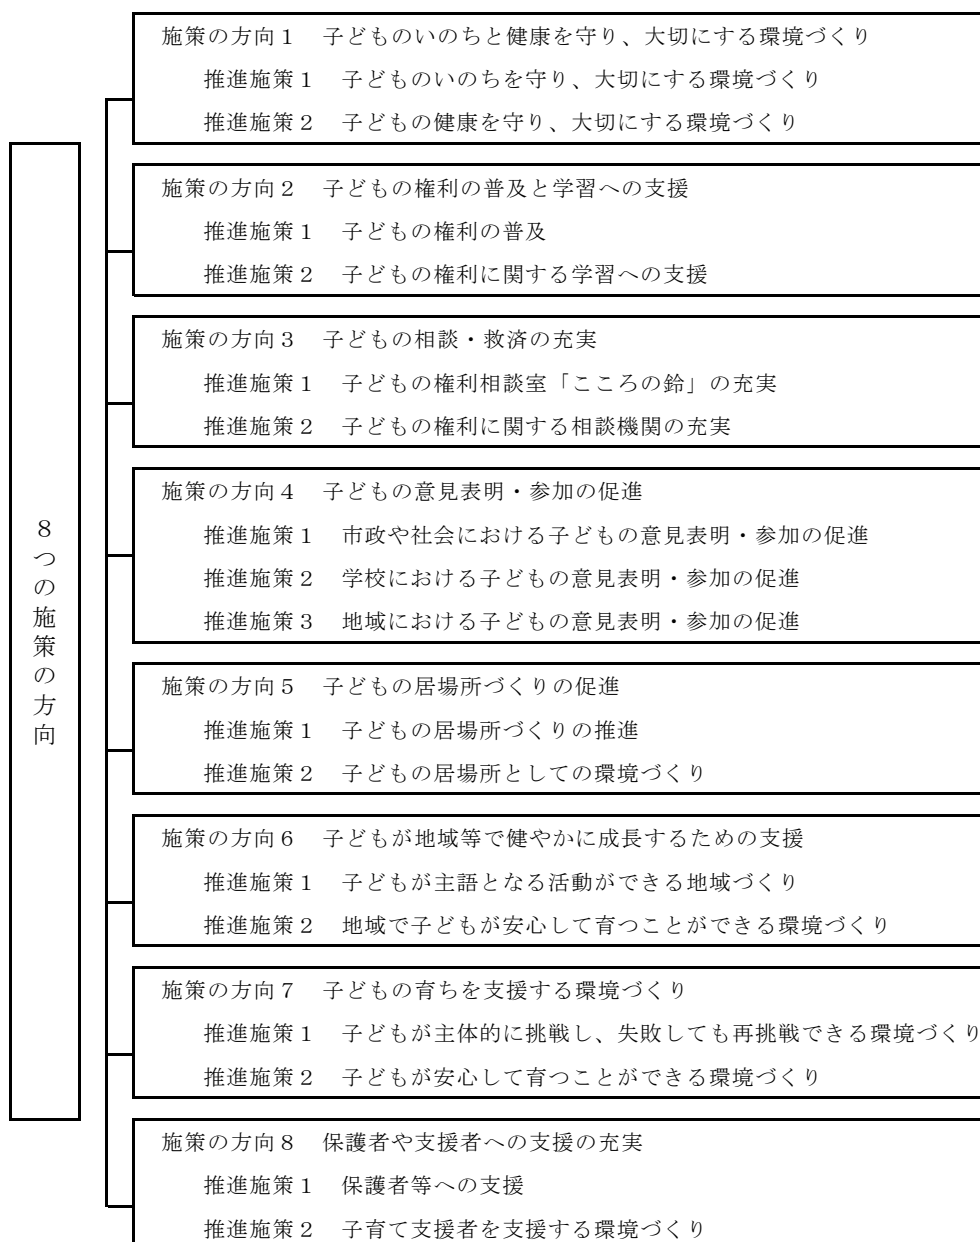 8つの施策の方向
施策の方向1　子どものいのちと健康を守り、大切にする環境づくり
推進施策1　子どものいのちを守り、大切にする環境づくり
推進施策2　子どもの健康を守り、大切にする環境づくり
施策の方向2　子どもの権利の普及と学習への支援
推進施策1　子どもの権利の普及
推進施策2　子どもの権利に関する学習への支援
施策の方向3　子どもの相談・救済の充実
推進施策1　子どもの権利相談室「こころの鈴」の充実
推進施策2　子どもの権利に関する相談機関の充実
施策の方向4　子どもの意見表明・参加の促進
推進施策1　市政や社会における子どもの意見表明・参加の促進
推進施策2　学校における子どもの意見表明・参加の促進
推進施策3　地域における子どもの意見表明・参加の促進
施策の方向5　子どもの居場所づくりの促進
推進施策1　子どもの居場所づくりの推進
推進施策2　子どもの居場所としての環境づくり
施策の方向6　子どもが地域等で健やかに成長するための支援
推進施策1　子どもが主語となる活動ができる地域づくり
推進施策2　地域で子どもが安心して育つことができる環境づくり
施策の方向7　子どもの育ちを支援する環境づくり
推進施策1　子どもが主体的に挑戦し、失敗しても再挑戦できる環境づくり
推進施策2　子どもが安心して育つことができる環境づくり
施策の方向8　保護者や支援者への支援の充実
推進施策1　保護者等への支援
推進施策2　子育て支援者を支援する環境づくり